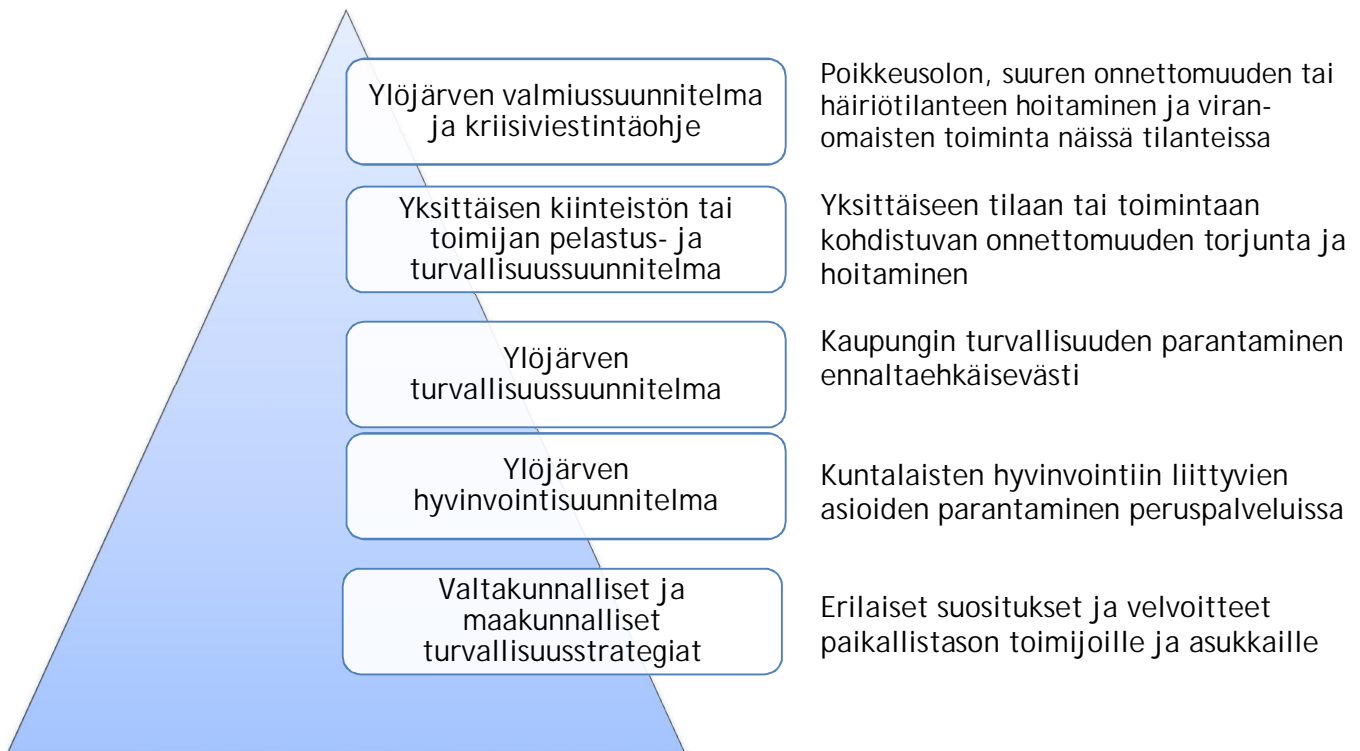 Ylöjärven valmiussuunnitelma
ja kriisiviestintäohje
Poikkeusolon, suuren onnettomuuden tai
häiriötilanteen hoitaminen ja viran-
omaisten toiminta näissä tilanteissa
Yksittäisen kiinteistön tai
toimijan pelastus- ja
turvallisuussuunnitelma
Yksittäiseen tilaan tai toimintaan
kohdistuvan onnettomuuden torjunta ja
hoitaminen
Ylöjärven
turvallisuussuunnitelma
Kaupungin turvallisuuden parantaminen
ennaltaehkäisevästi
Ylöjärven
hyvinvointisuunnitelma
Kuntalaisten hyvinvointiin liittyvien
asioiden parantaminen peruspalveluissa
Valtakunnalliset ja
maakunnalliset
turvallisuusstrategiat
Erilaiset suositukset ja velvoitteet
paikallistason toimijoille ja asukkaille